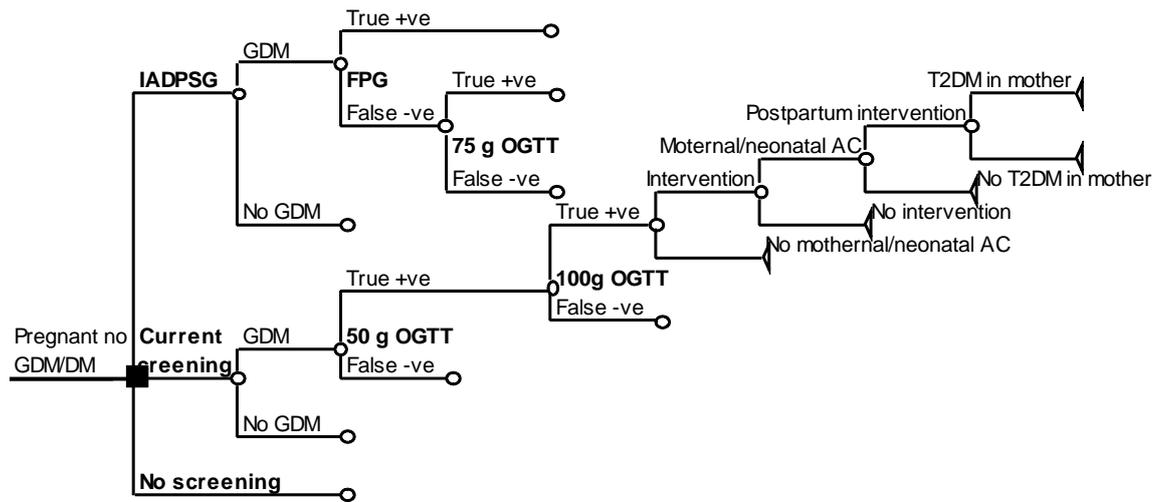 True +ve
GDM
IADPSG
FPG
True +ve
False -ve
75 g OGTT
False -ve
No GDM
T2DM in mother
Postpartum intervention
Moternal/neonatal AC
No T2DM in mother
Intervention
No intervention
True +ve
No mothernal/neonatal AC
100g OGTT
True +ve
False -ve
Pregnant no
GDM/DM
Current
screening
GDM
50 g OGTT
False -ve
No GDM
No screening